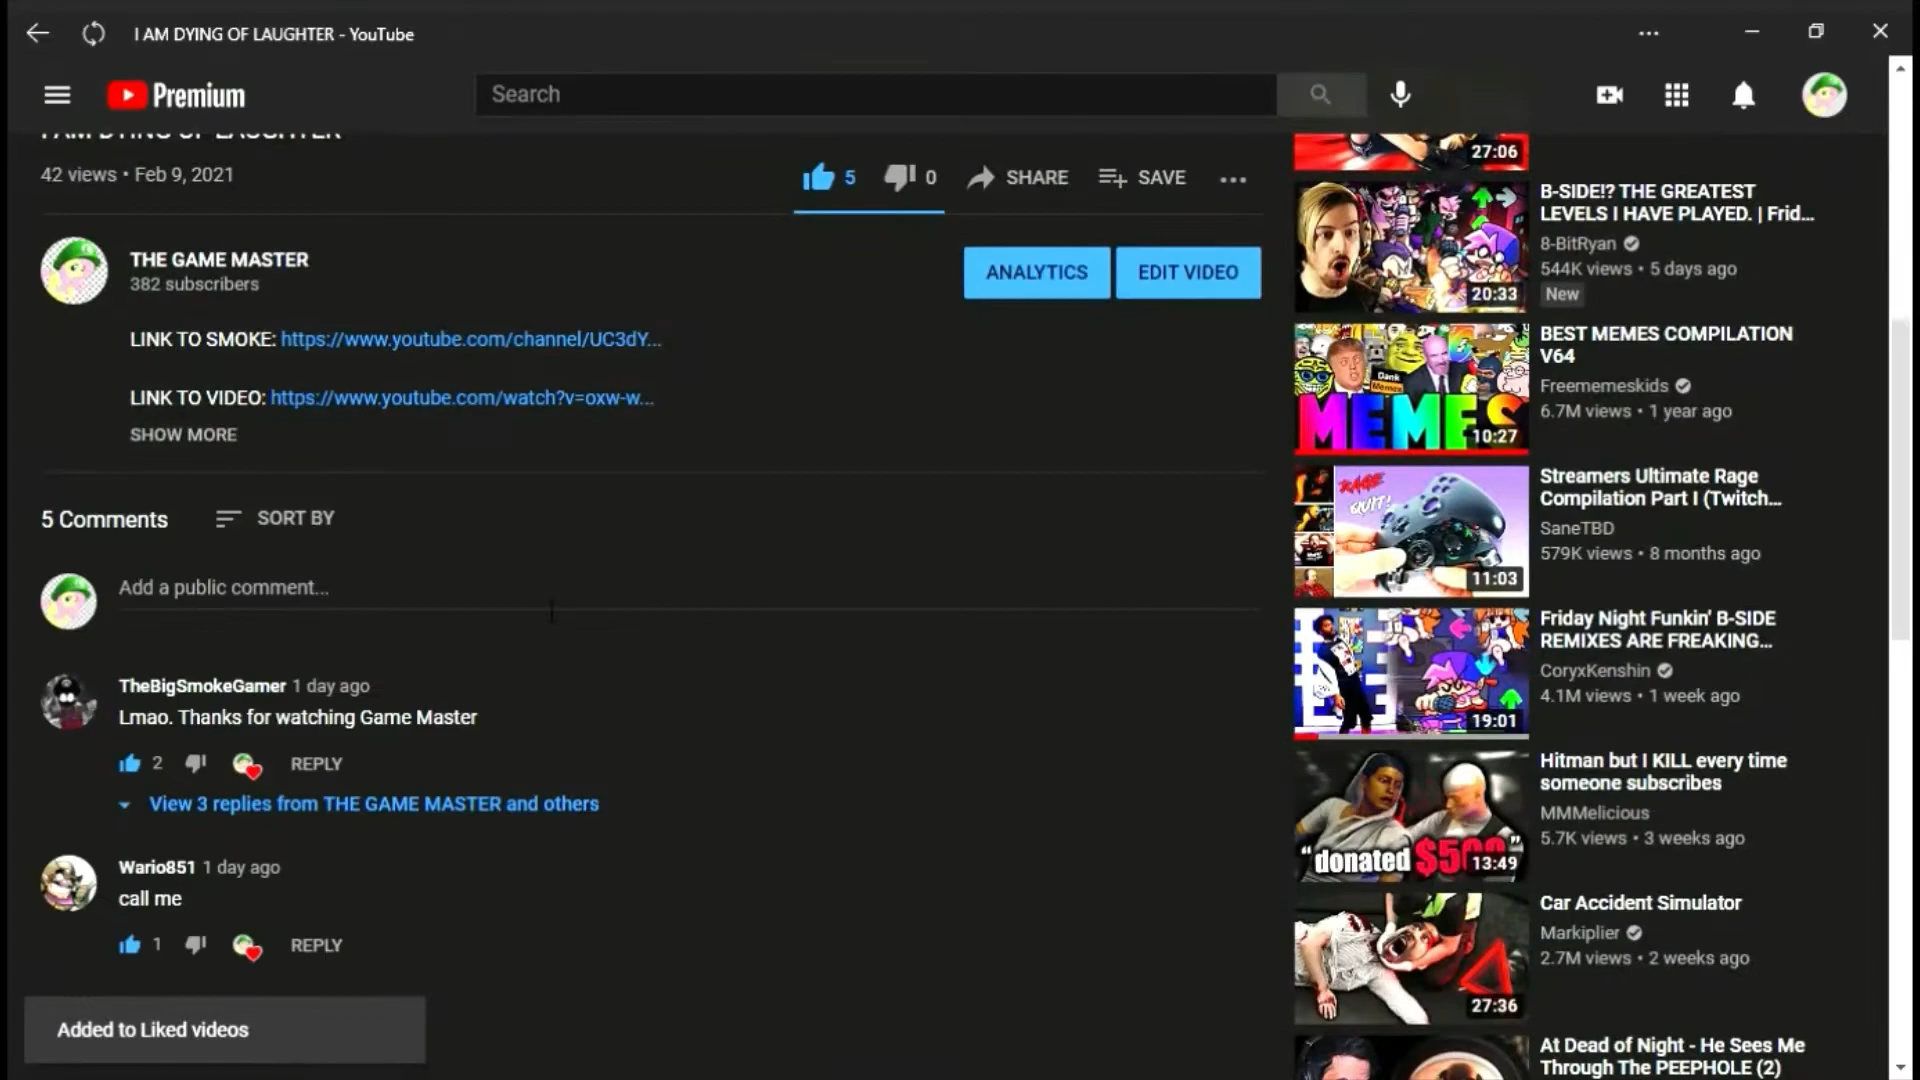 I AM DYING OF LAUGHTER - YouTube
Premium
Search
I AM DYING OF LAUGHTER
42 views • Feb 9, 2021
5
0
SHARE
SAVE
THE GAME MASTER
382 subscribers
ANALYTICS
EDIT VIDEO
LINK TO SMOKE: https://www.youtube.com/channel/UC3dY...
LINK TO VIDEO: https://www.youtube.com/watch?v=oxw-w...
SHOW MORE
5 Comments
SORT BY
Add a public comment...
TheBigSmokeGamer 1 day ago
Lmao. Thanks for watching Game Master
2
REPLY
View 3 replies from THE GAME MASTER and others
Wario851 1 day ago
call me
1
REPLY
Added to Liked videos
27:06
20:33
B-SIDE!? THE GREATEST
LEVELS I HAVE PLAYED. | Frid...
8-BitRyan
544K views • 5 days ago
New
Dank
Memes
MEMES
10:27
BEST MEMES COMPILATION
V64
Freememeskids
6.7M views • 1 year ago
RAGE
QUIT!
11:03
Streamers Ultimate Rage
Compilation Part I (Twitch...
SaneTBD
579K views • 8 months ago
19:01
Friday Night Funkin' B-SIDE
REMIXES ARE FREAKING...
CoryxKenshin
4.1M views • 1 week ago
"donated
13:49
Hitman but I KILL every time
someone subscribes
MMMelicious
5.7K views • 3 weeks ago
27:36
Car Accident Simulator
Markiplier
2.7M views • 2 weeks ago
At Dead of Night - He Sees Me
Through The PEEPHOLE (2)